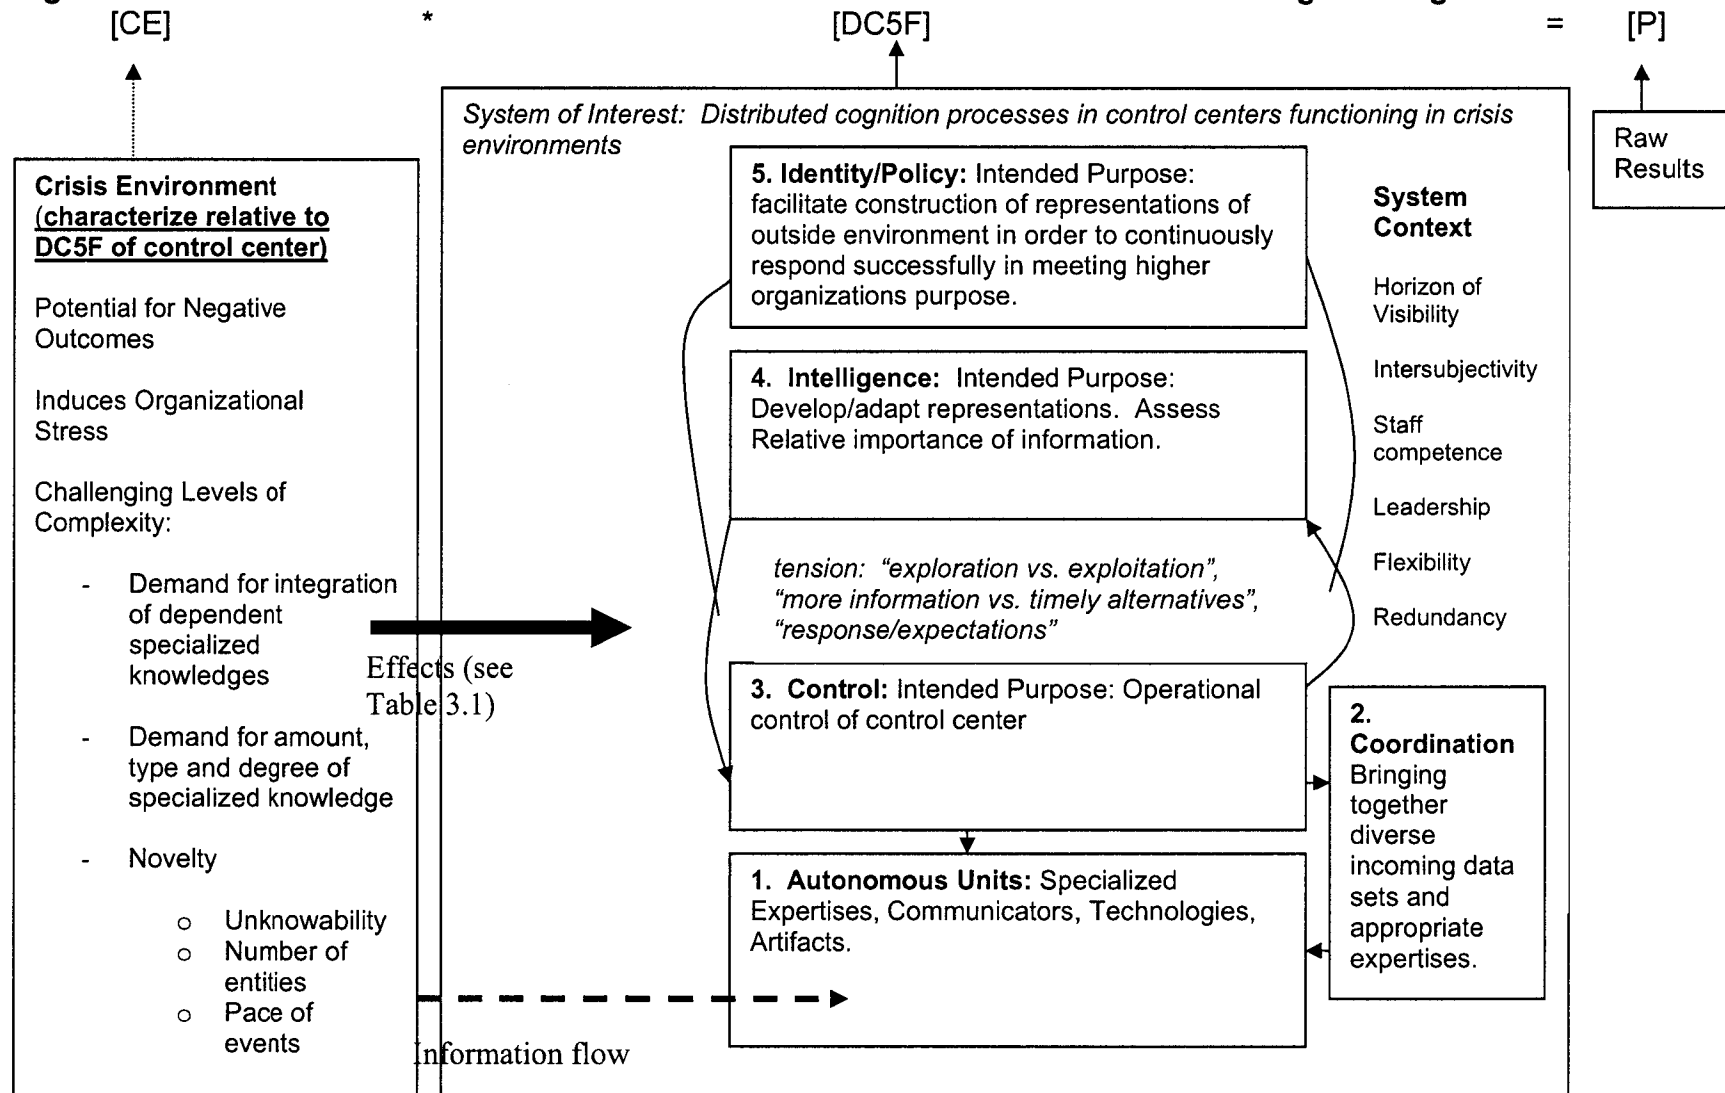 [CE] * [DC5F] = [P]
System of Interest: Distributed cognition processes in control centers functioning in crisis
environments
Raw
Results
Crisis Environment
(characterize relative to
DC5F of control center)
Potential for Negative
Outcomes
Induces Organizational
Stress
Challenging Levels of
Complexity:
- Demand for integration
of dependent
specialized
knowledges
- Demand for amount,
type and degree of
specialized knowledge
- Novelty
o Unknowability
o Number of
entities
o Pace of
events
Effects (see
Table 3.1)
Information flow
5. Identity/Policy: Intended Purpose:
facilitate construction of representations of
outside environment in order to continuously
respond successfully in meeting higher
organizations purpose.
4. Intelligence: Intended Purpose:
Develop/adapt representations. Assess
Relative importance of information.
tension: “exploration vs. exploitation”,
“more information vs. timely alternatives”,
“response/expectations”
3. Control: Intended Purpose: Operational
control of control center
1. Autonomous Units: Specialized
Expertises, Communicators, Technologies,
Artifacts.
System
Context
Horizon of
Visibility
Intersubjectivity
Staff
competence
Leadership
Flexibility
Redundancy
2.
Coordination
Bringing
together
diverse
incoming data
sets and
appropriate
expertises.